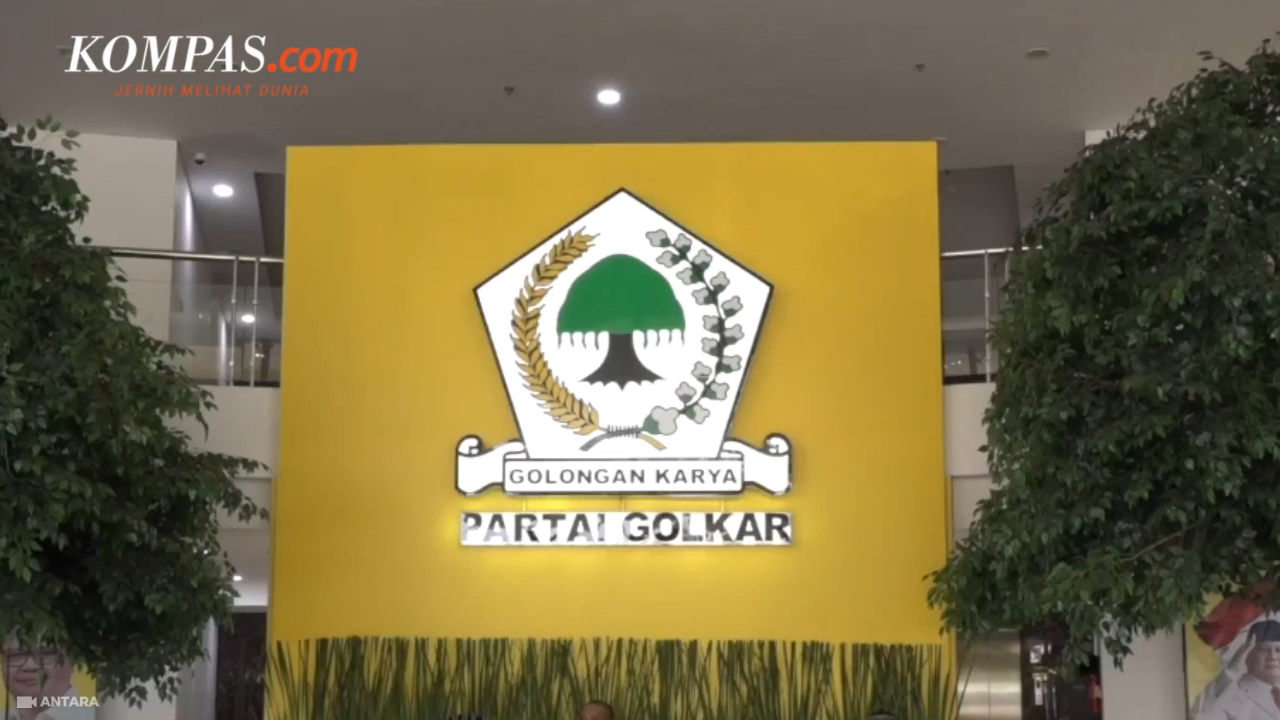 KOMPAS.com
JERNIH MELIHAT DUNIA
GOLONGAN KARYA
PARTAI GOLKAR
ANTARA